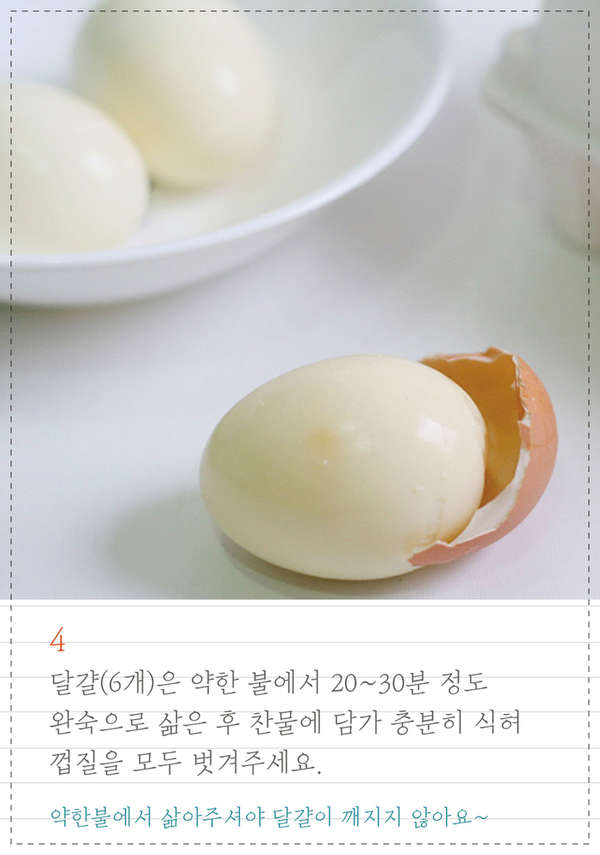 4
달걀(6개)은 약한 불에서 20~30분 정도
완숙으로 삶은 후 찬물에 담가 충분히 식혀
껍질을 모두 벗겨주세요.
약한불에서 삶아주셔야 달걀이 깨지지 않아요~